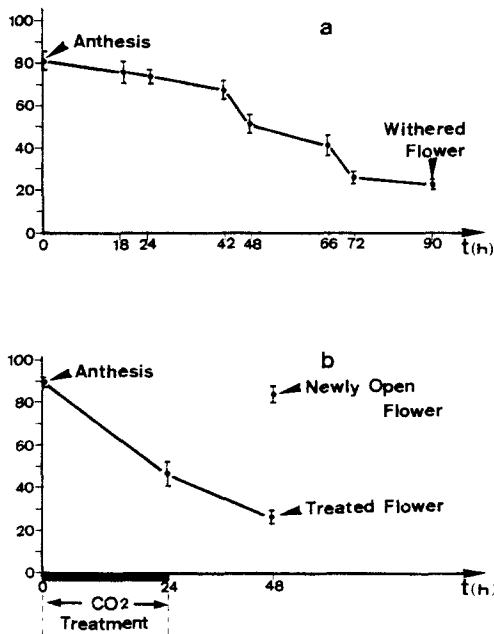 a
100
80
60
40
20
0
Anthesis
Withered
Flower
0 18 24 42 48 66 72 90
t(h)
b
100
80
60
40
20
0
Anthesis
Newly Open
Flower
Treated Flower
0 24 48
t(h)
CO2
Treatment